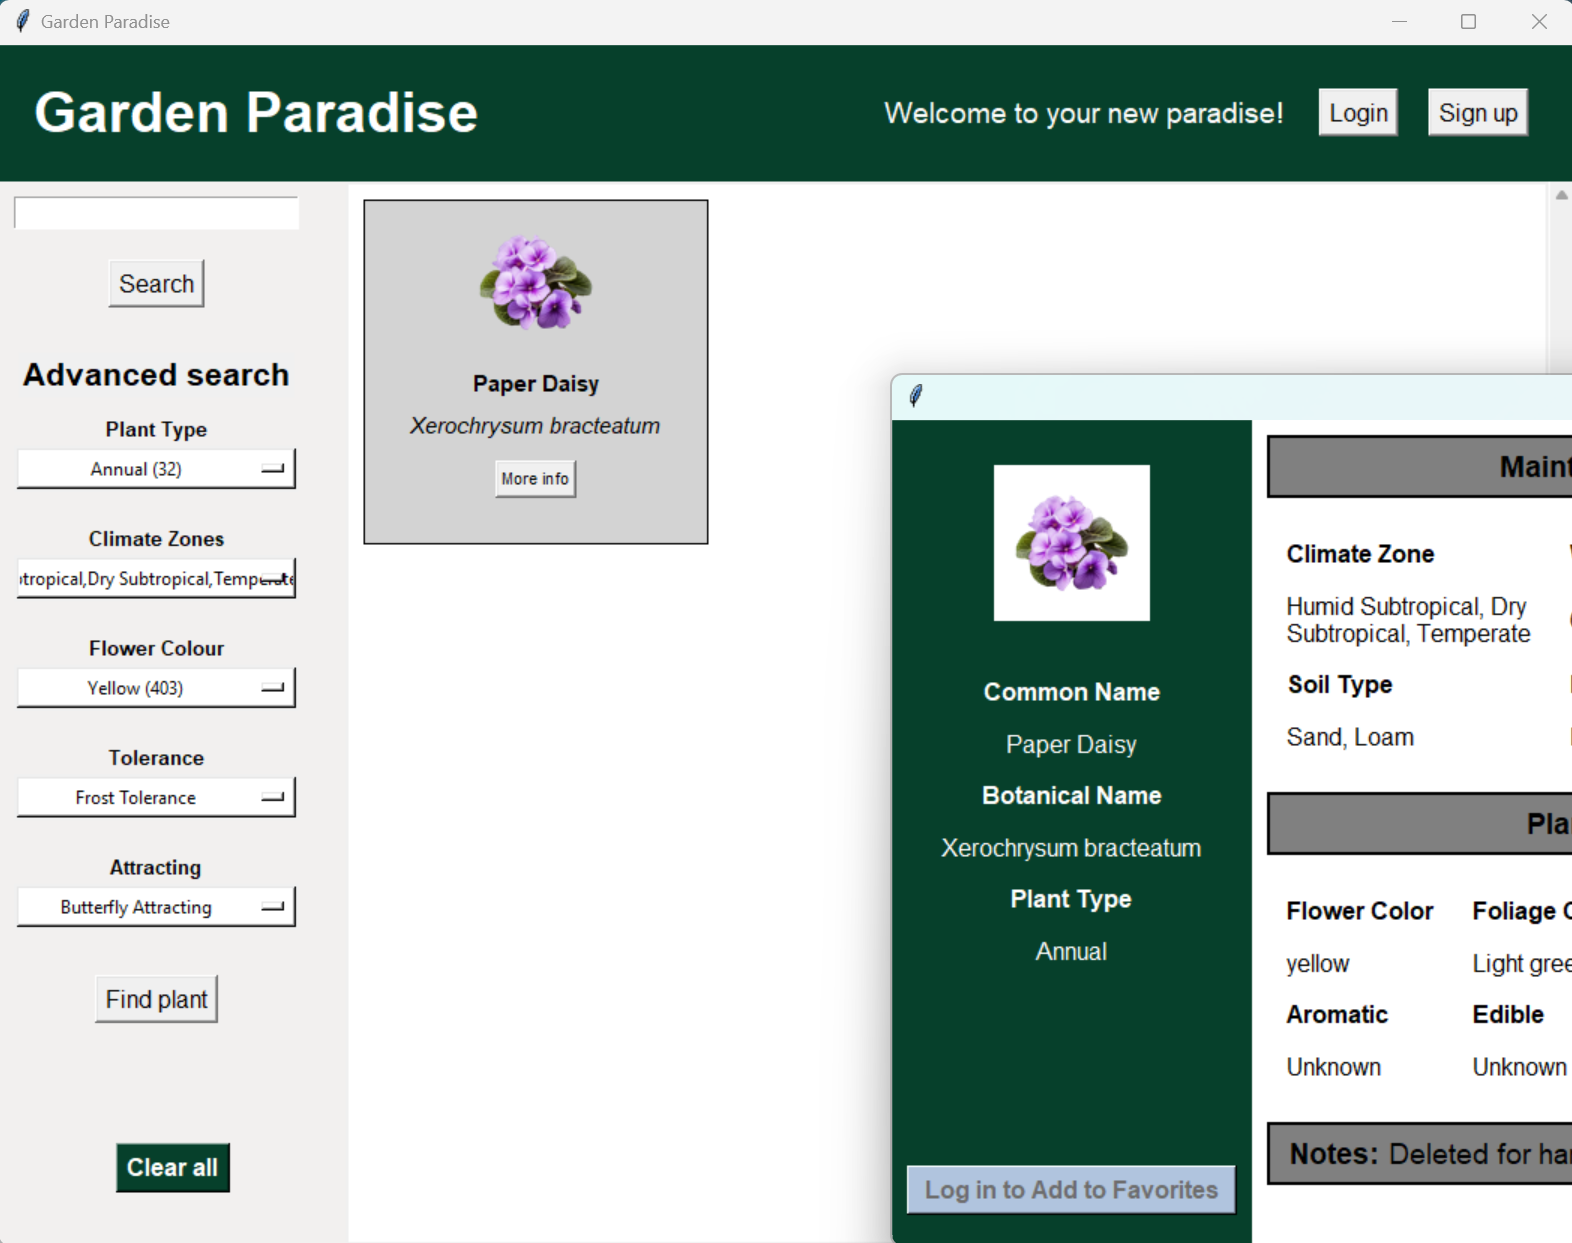 Garden Paradise
Garden Paradise
Welcome to your new paradise!
Login
Sign up
Search
Advanced search
Plant Type
Annual (32)
Climate Zones
tropical,Dry Subtropical,Temperate
Flower Colour
Yellow (403)
Tolerance
Frost Tolerance
Attracting
Butterfly Attracting
Find plant
Clear all
Paper Daisy
Xerochrysum bracteatum
More info
Common Name
Paper Daisy
Botanical Name
Xerochrysum bracteatum
Plant Type
Annual
Log in to Add to Favorites
Maint
Climate Zone
Humid Subtropical, Dry
Subtropical, Temperate
Soil Type
Sand, Loam
Pla
Flower Color
Foliage C
yellow
Light gree
Aromatic
Edible
Unknown
Unknown
Notes: Deleted for har